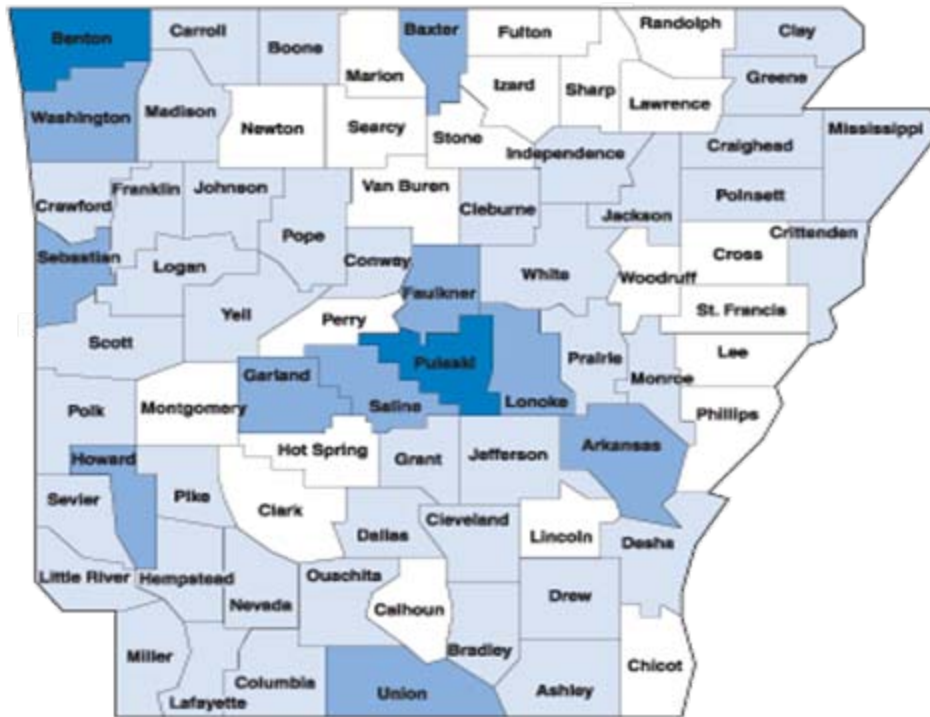 Benton
Carroll
Boone
Baxter
Fulton
Randolph
Clay
Marion
Izard
Sharp
Greene
Washington
Madison
Newton
Searcy
Stone
Lawrence
Independence
Craighead
Mississippi
Crawford
Franklin
Johnson
Van Buren
Cleburne
Jackson
Poinsett
Pope
Crittenden
Sebastian
Logan
Conway
White
Woodruff
Cross
Faulkner
Yell
Perry
St. Francis
Scott
Pulaski
Prairie
Lee
Garland
Monroe
Polk
Montgomery
Saline
Lonoke
Phillips
Hot Spring
Grant
Jefferson
Arkansas
Howard
Sevier
Pike
Clark
Cleveland
Dallas
Lincoln
Desha
Little River
Hempstead
Ouachita
Nevada
Calhoun
Drew
Miller
Bradley
Chicot
Columbia
Lafayette
Union
Ashley